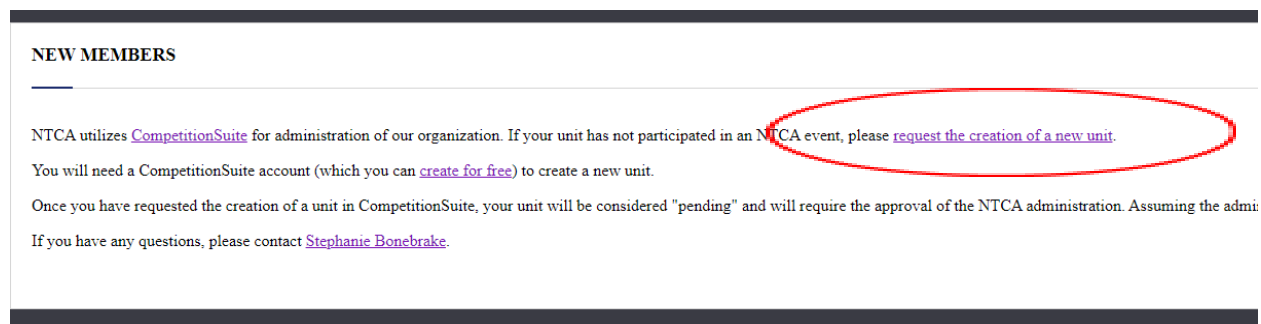 NEW MEMBERS
NTCA utilizes CompetitionSuite for administration of our organization. If your unit has not participated in an NTCA event, please request the creation of a new unit.
You will need a CompetitionSuite account (which you can create for free) to create a new unit.
Once you have requested the creation of a unit in CompetitionSuite, your unit will be considered "pending" and will require the approval of the NTCA administration. Assuming the
If you have any questions, please contact Stephanie Bonebrake.